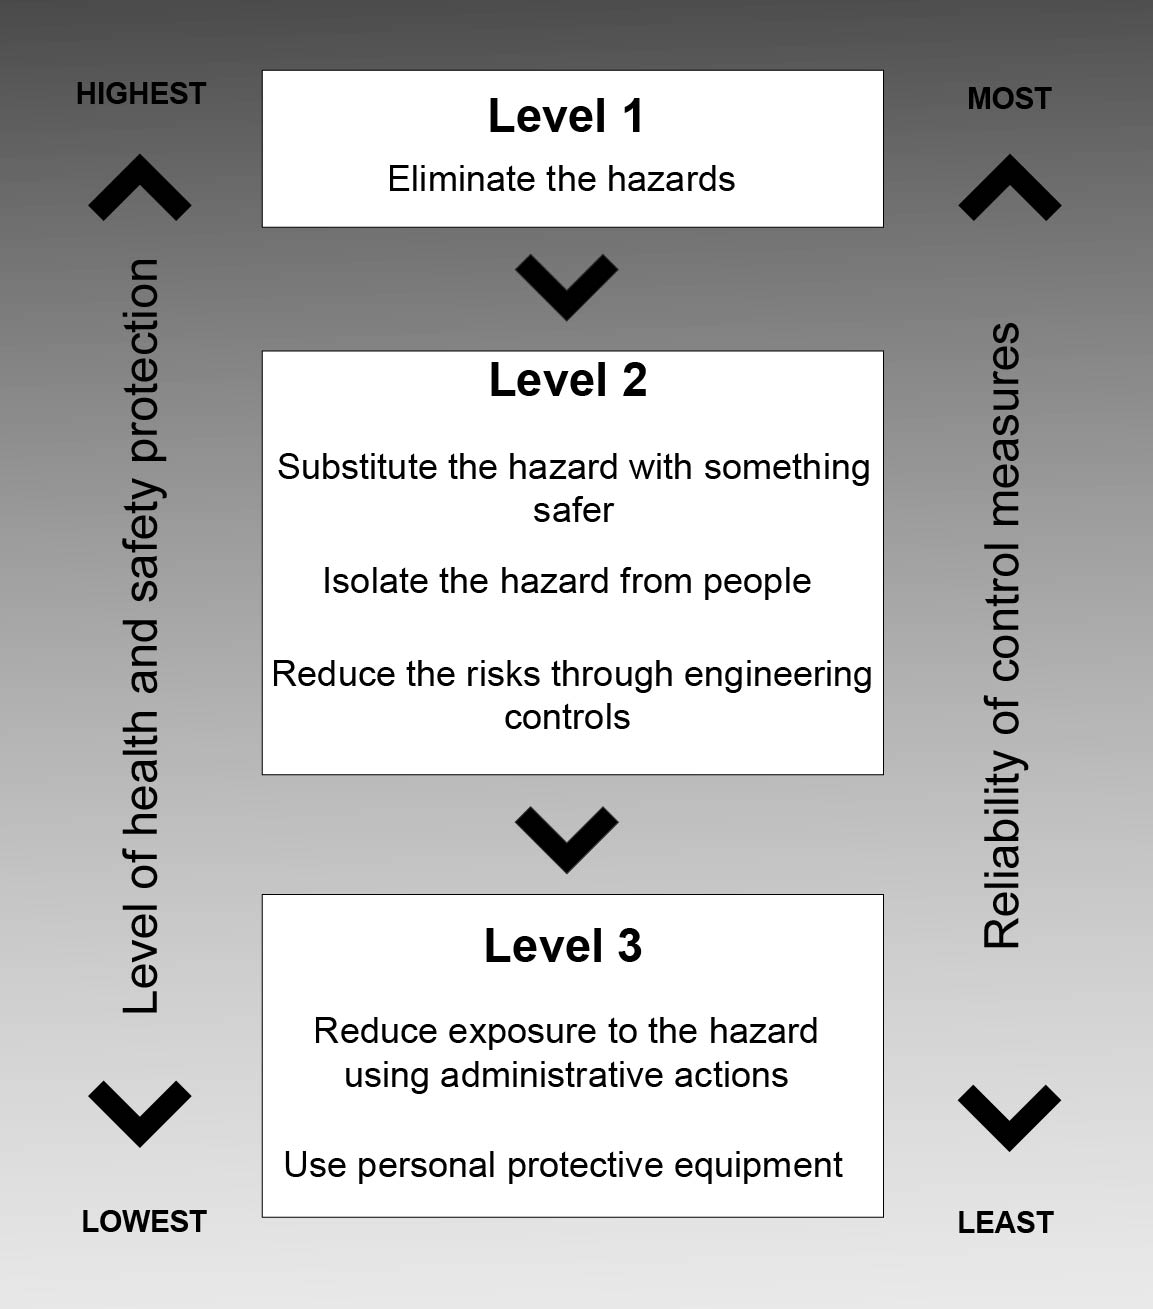 HIGHEST
MOST
Level 1
Eliminate the hazards
Level of health and safety protection
Reliability of control measures
Level 2
Substitute the hazard with something
safer
Isolate the hazard from people
Reduce the risks through engineering
controls
Level 3
Reduce exposure to the hazard
using administrative actions
Use personal protective equipment
LOWEST
LEAST